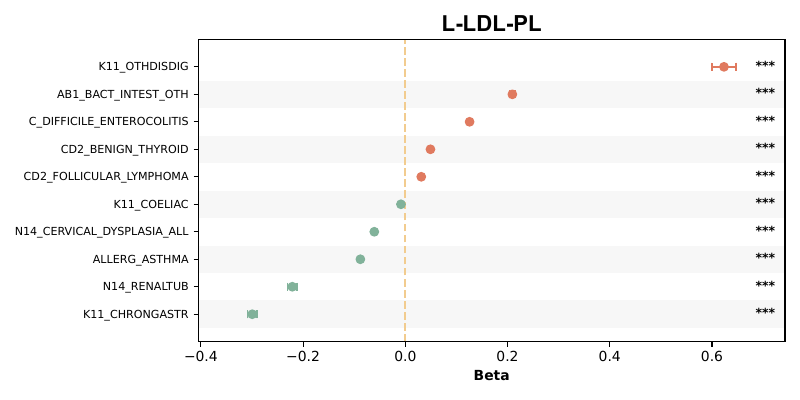 L-LDL-PL
K11_OTHDISDIG ***
AB1_BACT_INTEST_OTH ***
C_DIFFICILE_ENTEROCOLITIS ***
CD2_BENIGN_THYROID ***
CD2_FOLLICULAR_LYMPHOMA ***
K11_COELIAC ***
N14_CERVICAL_DYSPLASIA_ALL ***
ALLERG_ASTHMA ***
N14_RENALTUB ***
K11_CHRONGASTR ***
−0.4 −0.2 0.0 0.2 0.4 0.6
Beta